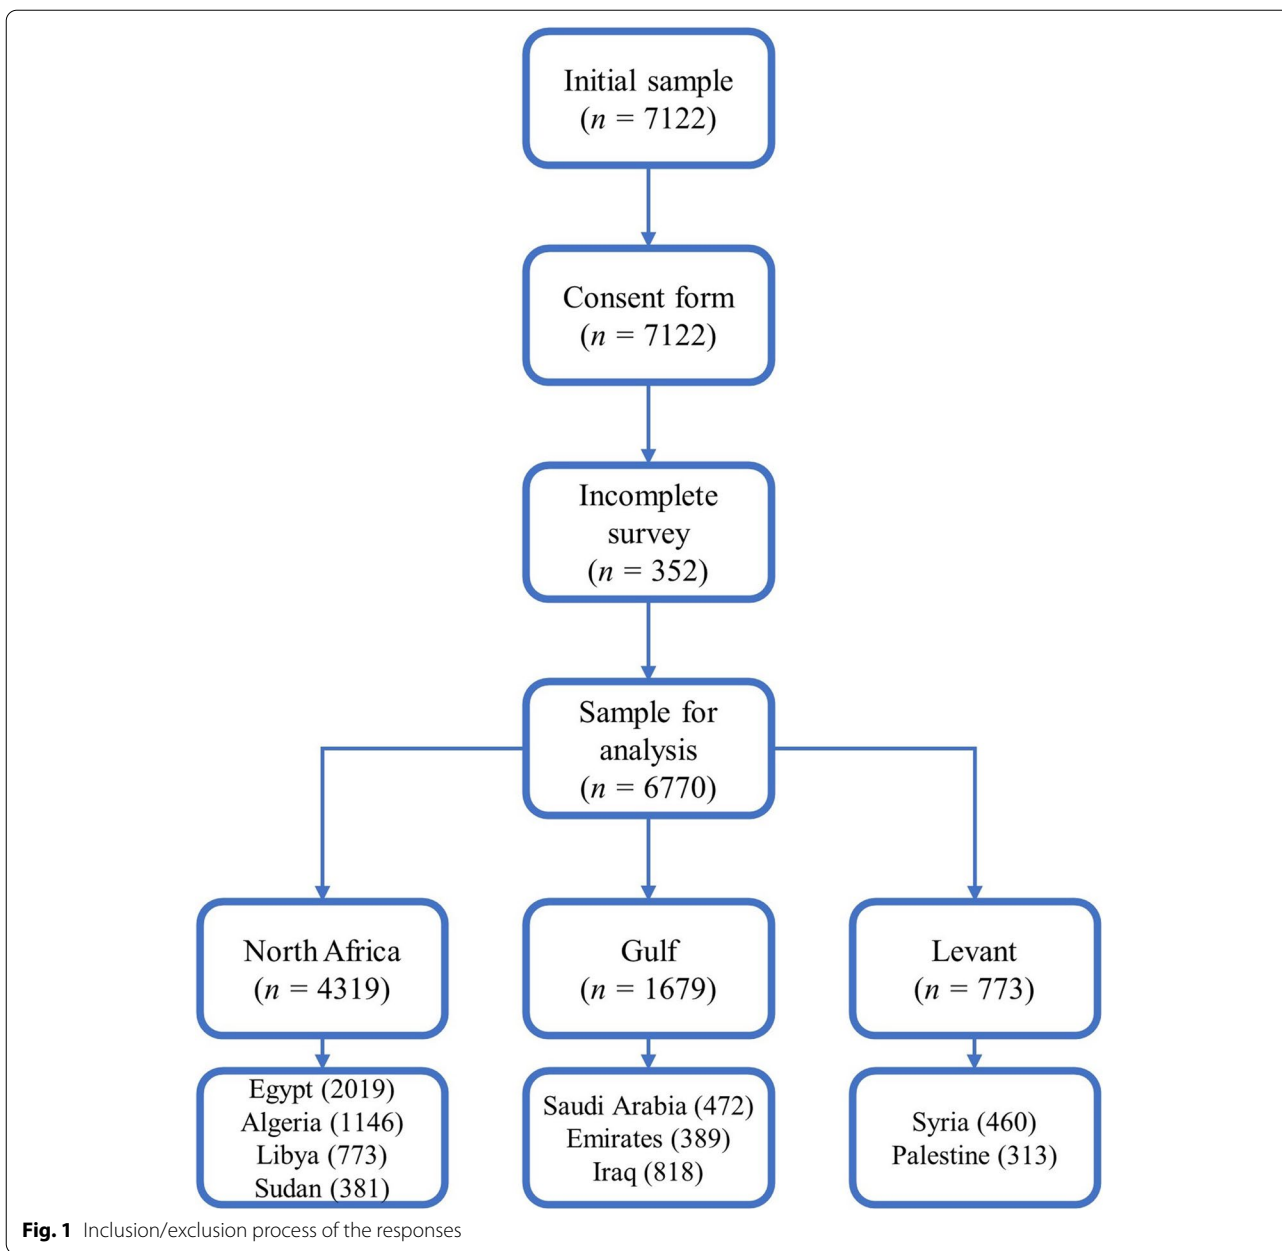 Initial sample
(n = 7122)
Consent form
(n = 7122)
Incomplete
survey
(n = 352)
Sample for
analysis
(n = 6770)
North Africa
(n = 4319)
Gulf
(n = 1679)
Levant
(n = 773)
Egypt (2019)
Algeria (1146)
Libya (773)
Sudan (381)
Saudi Arabia (472)
Emirates (389)
Iraq (818)
Syria (460)
Palestine (313)
Fig. 1 Inclusion/exclusion process of the responses